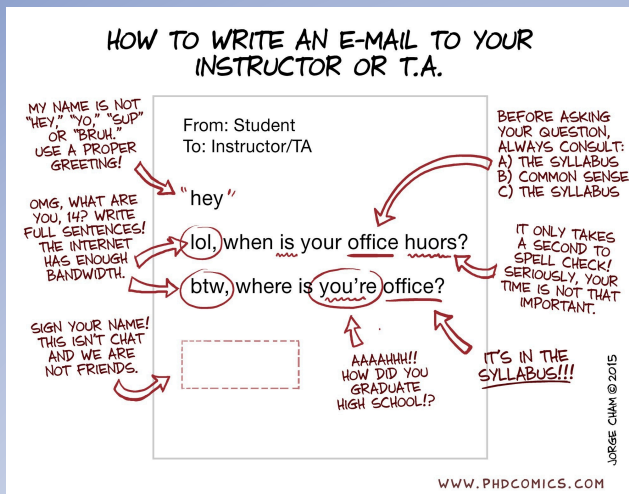 HOW TO WRITE AN E-MAIL TO YOUR
INSTRUCTOR OR T.A.
MY NAME IS NOT
"HEY," "YO," "SUP"
OR "BRUH."
USE A PROPER
GREETING!
OMG, WHAT ARE
YOU, 14? WRITE
FULL SENTENCES!
THE INTERNET
HAS ENOUGH
BANDWIDTH.
SIGN YOUR NAME!
THIS ISN'T CHAT
AND WE ARE
NOT FRIENDS.
From: Student
To: Instructor/TA
"hey"
lol, when is your office huors?
btw, where is you're office?
AAAAHHH!!
HOW DID YOU
GRADUATE
HIGH SCHOOL!?
BEFORE ASKING
YOUR QUESTION,
ALWAYS CONSULT:
A) THE SYLLABUS
B) COMMON SENSE
C) THE SYLLABUS
IT ONLY TAKES
A SECOND TO
SPELL CHECK!
SERIOUSLY, YOUR
TIME IS NOT THAT
IMPORTANT.
IT'S IN THE
SYLLABUS!!!
JORGE CHAM © 2015
WWW.PHDCOMICS.COM